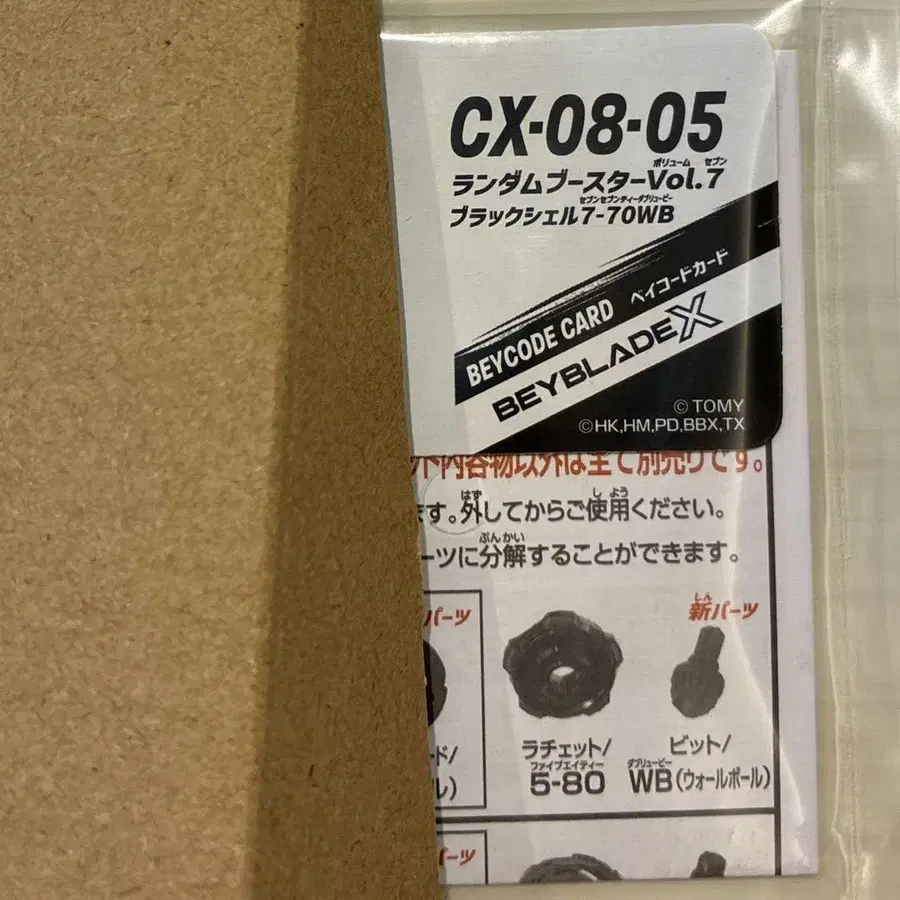 CX-08-05
ボリューム セブン
ランダムブースターVol.7
セブンセブンティーダブリュービー
ブラックシェル7-70WB
BEYCODE CARD ベイコードカード
BEYBLADE X
© TOMY
©HK,HM,PD,BBX,TX
内容物以外は全て別売りです。
はず しよう
ます。外してからご使用ください。
ぶんかい
ーツに分解することができます。
パーツ
しん
新パーツ
ード/
ル)
ラチェット/
ファイブエイティー
5-80
ビット/
ダブリュービー
WB(ウォールボール)
パーツ